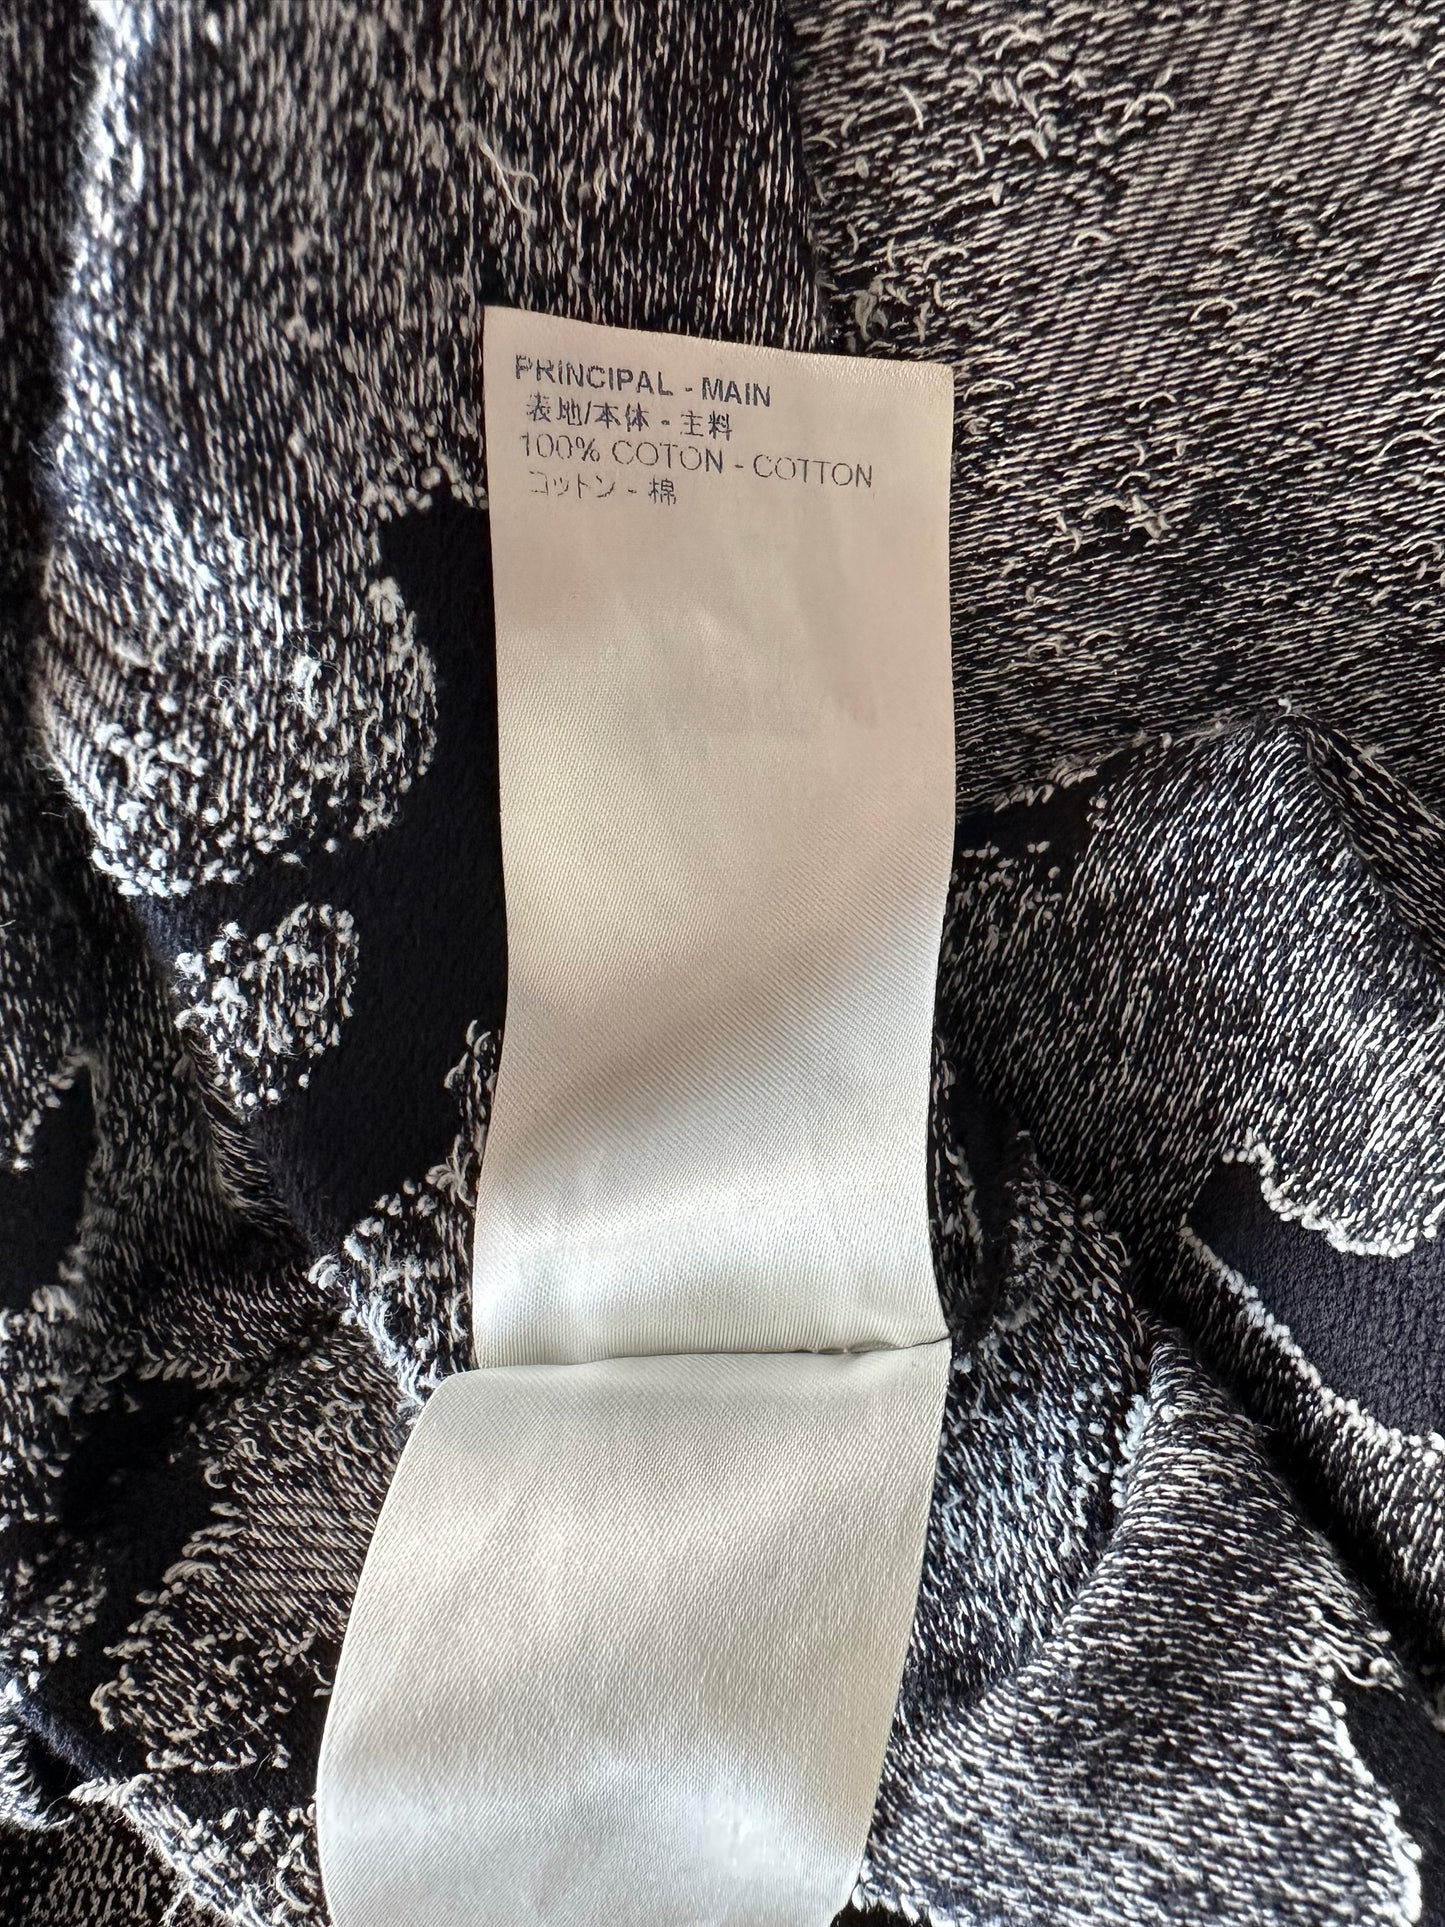 PRINCIPAL - MAIN
表地/本体 - 主料
100% COTON - COTTON
コットン - 棉